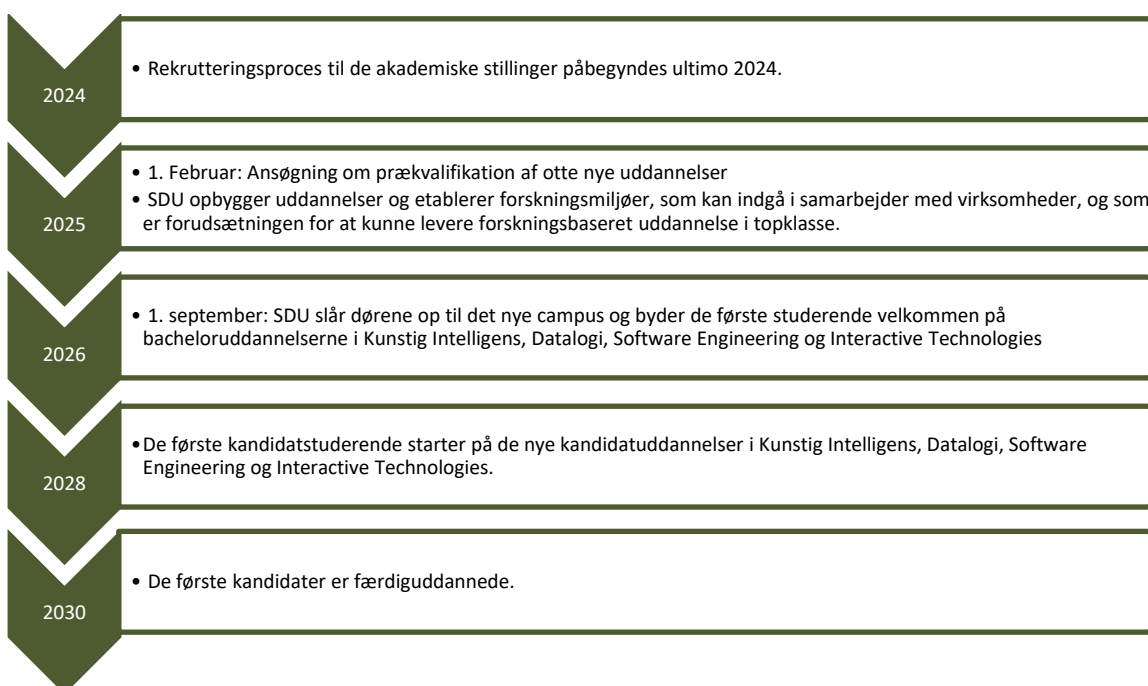 2024
• Rekrutteringsproces til de akademiske stillinger påbegyndes ultimo 2024.
2025
• 1. Februar: Ansøgning om prækvalifikation af otte nye uddannelser
• SDU opbygger uddannelser og etablerer forskningsmiljøer, som kan indgå i samarbejder med virksomheder, og som
er forudsætningen for at kunne levere forskningsbaseret uddannelse i topklasse.
2026
• 1. september: SDU slår dørene op til det nye campus og byder de første studerende velkommen på
bacheloruddannelserne i Kunstig Intelligens, Datalogi, Software Engineering og Interactive Technologies
2028
•De første kandidatstuderende starter på de nye kandidatuddannelser i Kunstig Intelligens, Datalogi, Software
Engineering og Interactive Technologies.
2030
• De første kandidater er færdiguddannede.